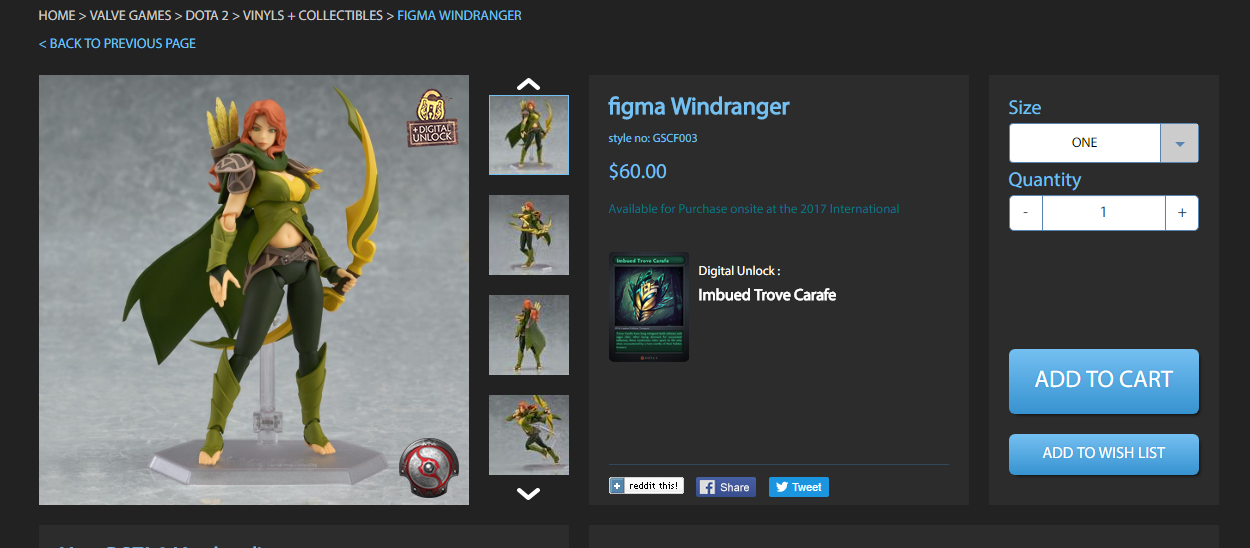 HOME > VALVE GAMES > DOTA 2 > VINYLS + COLLECTIBLES > FIGMA WINDRANGER
< BACK TO PREVIOUS PAGE
+ DIGITAL
UNLOCK
figma Windranger
style no: GSCF003
$60.00
Available for Purchase onsite at the 2017 International
Imbued Trove Carafe
Digital Unlock :
Imbued Trove Carafe
reddit this!
Share
Tweet
Size
ONE
Quantity
- 1 +
ADD TO CART
ADD TO WISH LIST